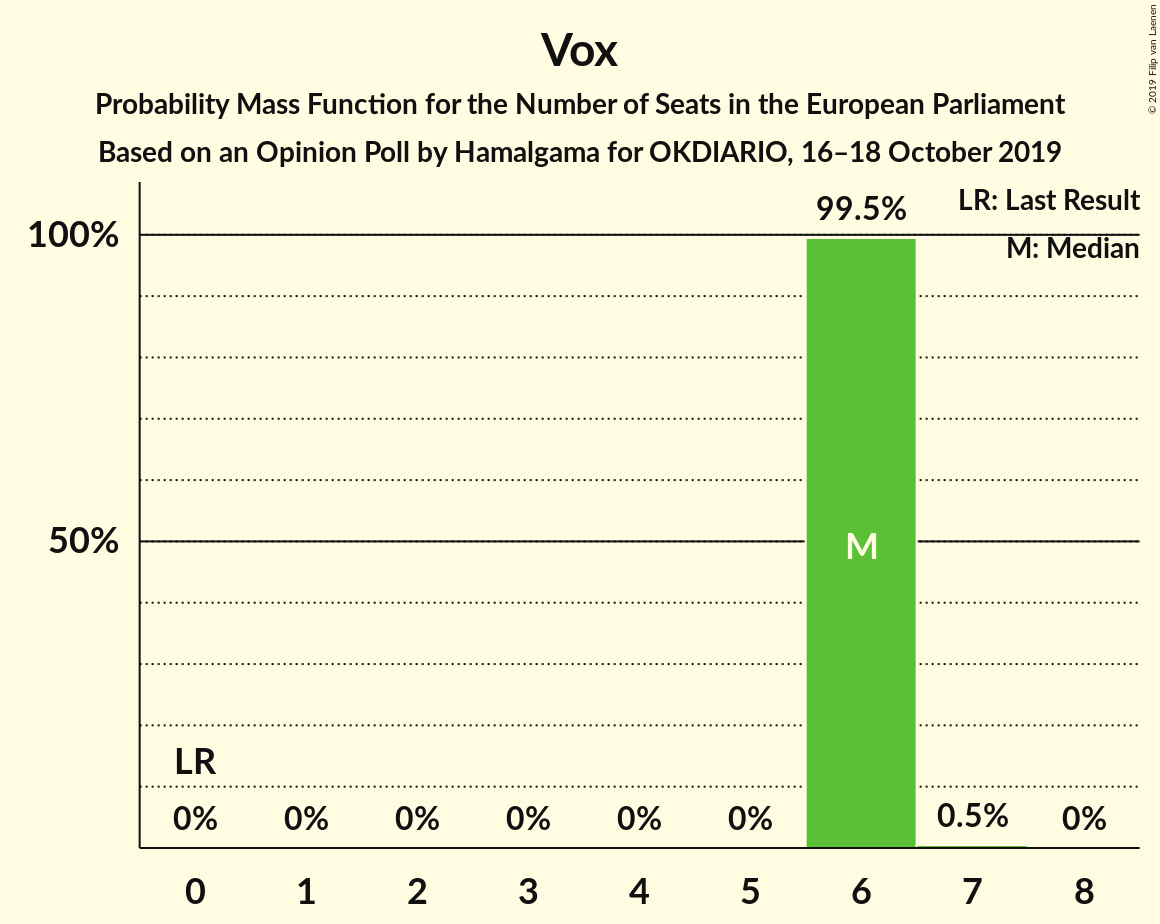 Vox
Probability Mass Function for the Number of Seats in the European Parliament
Based on an Opinion Poll by Hamalgama for OKDIARIO, 16–18 October 2019
© 2019 Filip van Laenen
LR: Last Result
M: Median
99.5%
100%
50%
M
LR
0% 0% 0% 0% 0% 0% 0.5% 0%
0 1 2 3 4 5 6 7 8